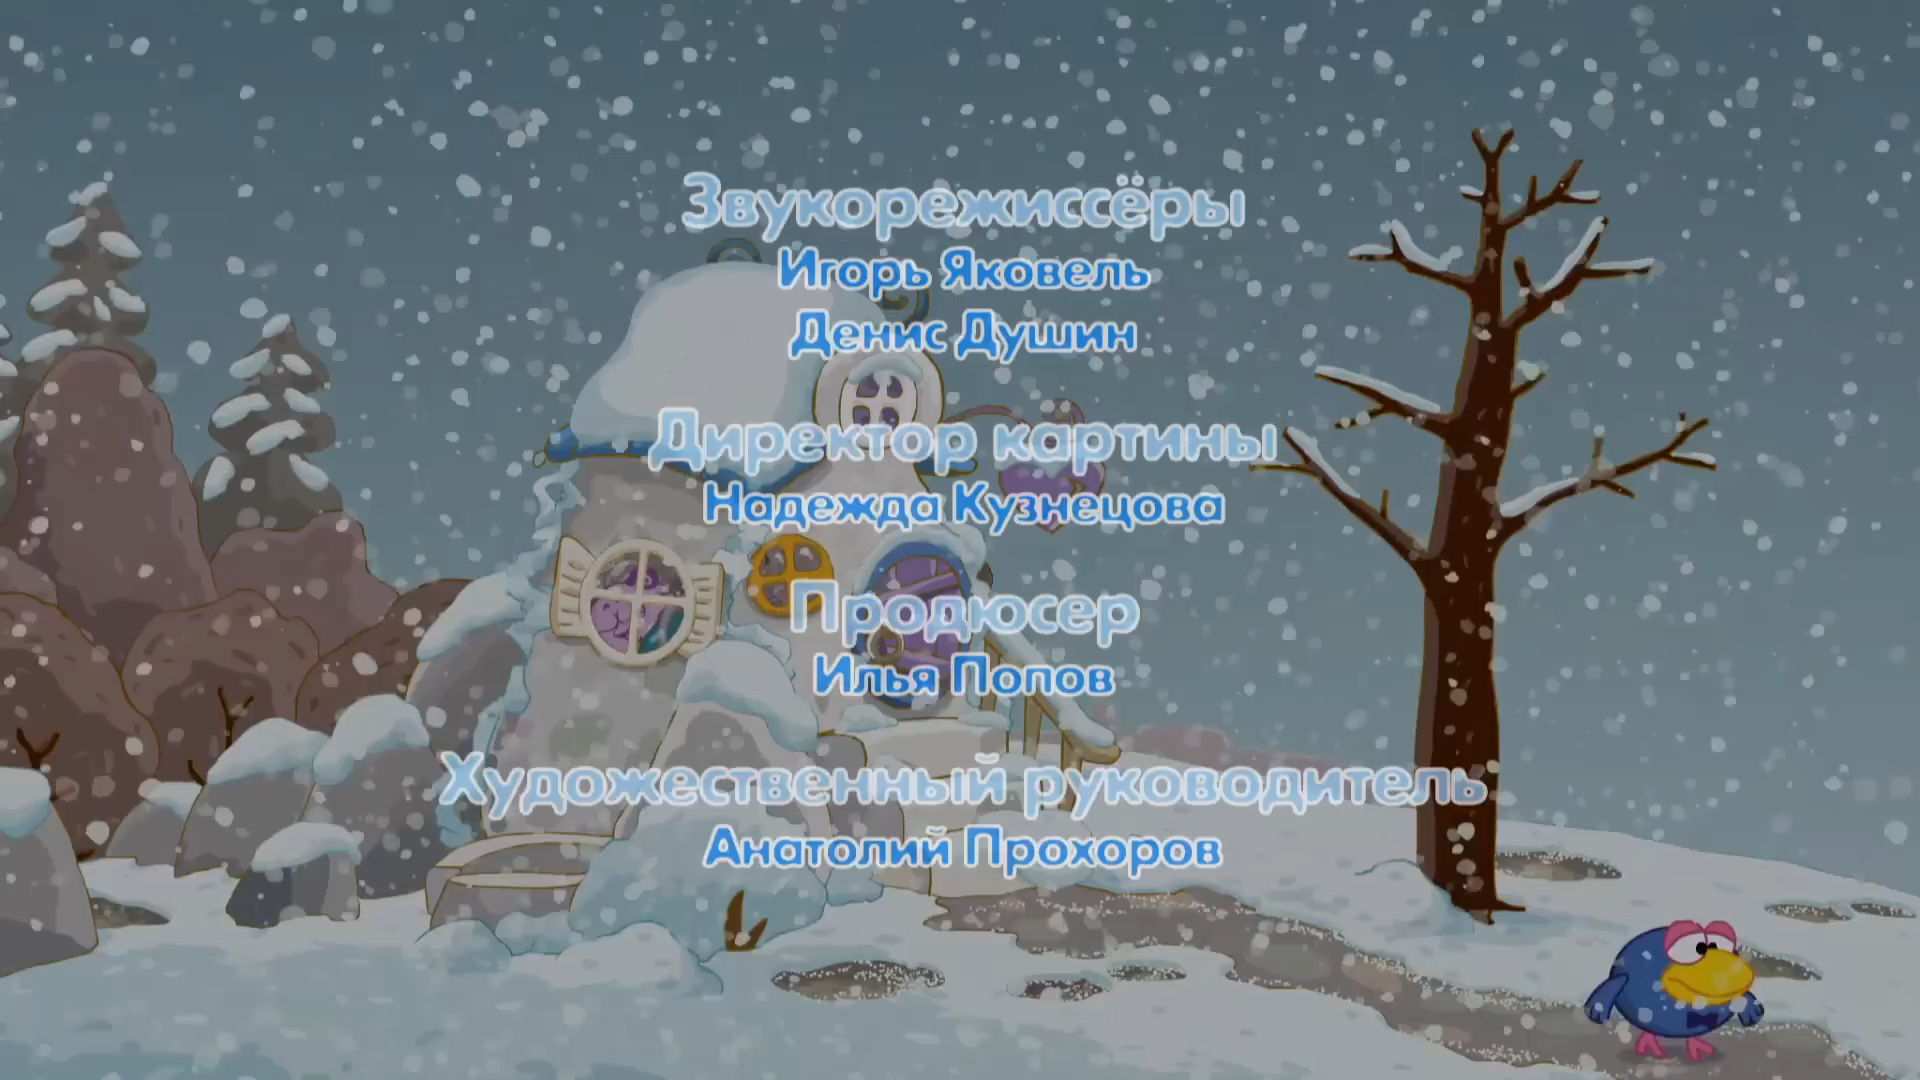 Звукорежиссёры
Игорь Яковель
Денис Душин
Директор картины
Надежда Кузнецова
Продюсер
Илья Попов
Художественный руководитель
Анатолий Прохоров